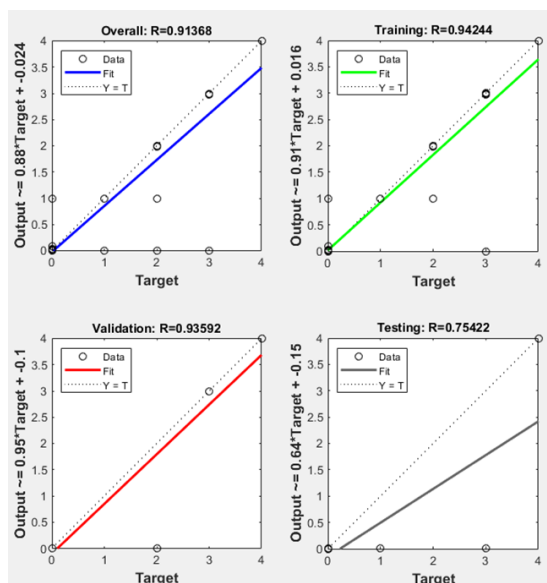 Overall: R=0.91368
Output ~= 0.88*Target + -0.024
4
3.5
3
2.5
2
1.5
1
0.5
0
Data
Fit
Y = T
0 1 2 3 4
Target
Training: R=0.94244
Output ~= 0.91*Target + 0.016
4
3.5
3
2.5
2
1.5
1
0.5
0
Data
Fit
Y = T
0 1 2 3 4
Target
Validation: R=0.93592
Output ~= 0.95*Target + -0.1
4
3.5
3
2.5
2
1.5
1
0.5
0
Data
Fit
Y = T
0 1 2 3 4
Target
Testing: R=0.75422
Output ~= 0.64*Target + -0.15
4
3.5
3
2.5
2
1.5
1
0.5
0
Data
Fit
Y = T
0 1 2 3 4
Target